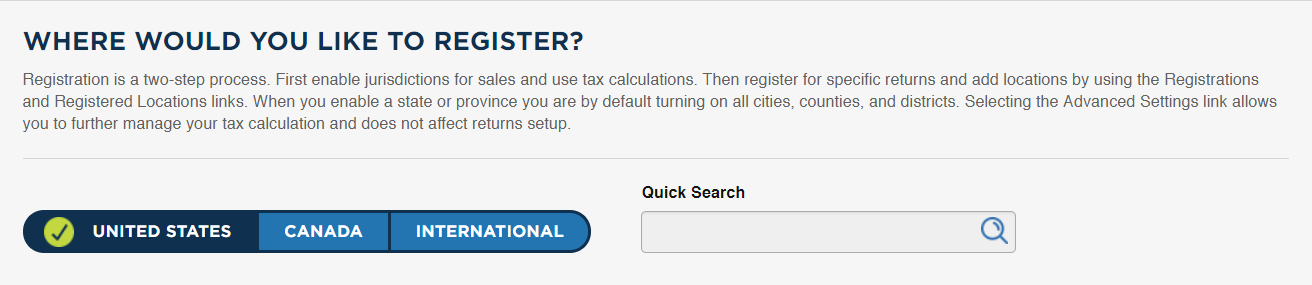 WHERE WOULD YOU LIKE TO REGISTER?
Registration is a two-step process. First enable jurisdictions for sales and use tax calculations. Then register for specific returns and add locations by using the Registrations
and Registered Locations links. When you enable a state or province you are by default turning on all cities, counties, and districts. Selecting the Advanced Settings link allows
you to further manage your tax calculation and does not affect returns setup.
Quick Search
UNITED STATES CANADA INTERNATIONAL